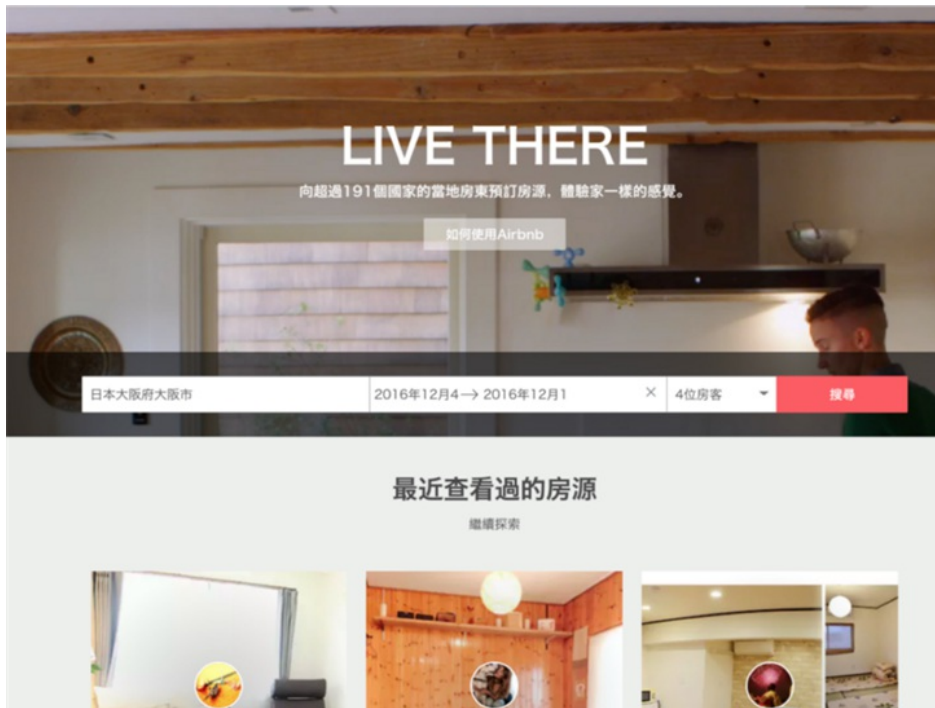 LIVE THERE
向超過191個國家的當地房東預訂房源，體驗家一樣的感覺。
如何使用Airbnb
日本大阪府大阪市
2016年12月4 → 2016年12月1
4位房客
搜尋
最近查看過的房源
繼續探索